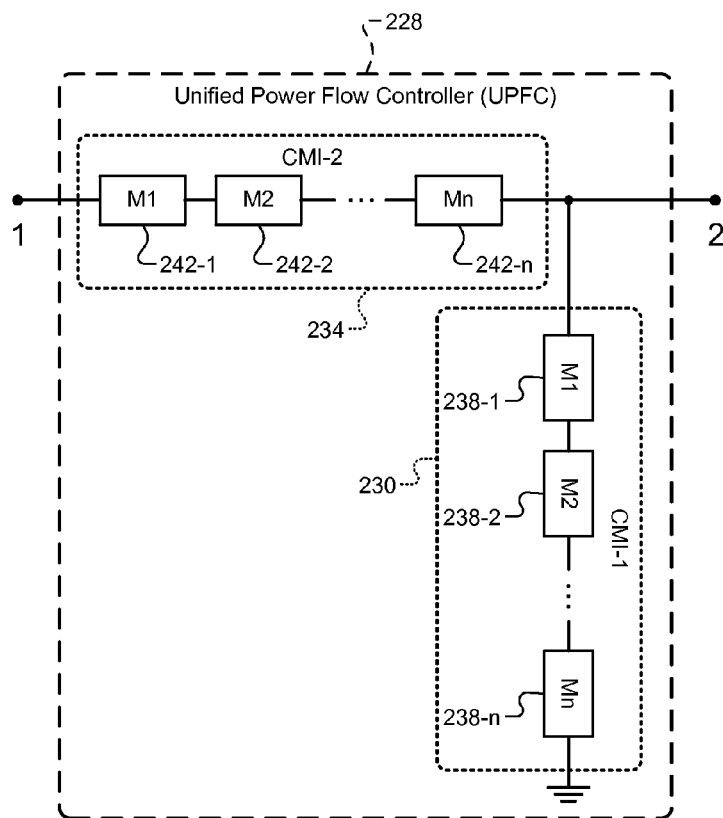 228
Unified Power Flow Controller (UPFC)
CMI-2
M1 M2 ... Mn
1 2
242-1 242-2 242-n
234
M1
238-1
230
M2
238-2
CMI-1
...
Mn
238-n